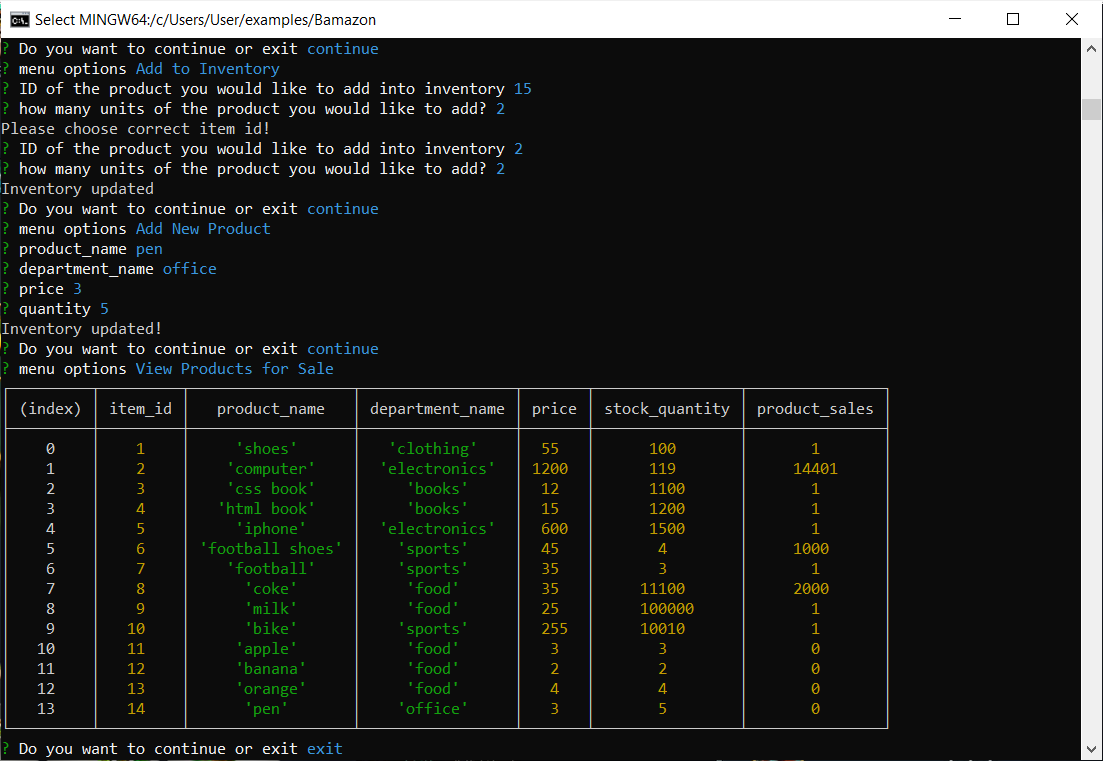 Select MINGW64:/c/Users/User/examples/Bamazon
? Do you want to continue or exit continue
? menu options Add to Inventory
? ID of the product you would like to add into inventory 15
? how many units of the product you would like to add? 2
Please choose correct item id!
? ID of the product you would like to add into inventory 2
? how many units of the product you would like to add? 2
Inventory updated
? Do you want to continue or exit continue
? menu options Add New Product
? product_name pen
? department_name office
? price 3
? quantity 5
Inventory updated!
? Do you want to continue or exit continue
? menu options View Products for Sale
(index) item_id product_name department_name price stock_quantity product_sales
0 1 'shoes' 'clothing' 55 100 1
1 2 'computer' 'electronics' 1200 119 14401
2 3 'css book' 'books' 12 1100 1
3 4 'html book' 'books' 15 1200 1
4 5 'iphone' 'electronics' 600 1500 1
5 6 'football shoes' 'sports' 45 4 1000
6 7 'football' 'sports' 35 3 1
7 8 'coke' 'food' 35 11100 2000
8 9 'milk' 'food' 25 100000 1
9 10 'bike' 'sports' 255 10010 1
10 11 'apple' 'food' 3 3 0
11 12 'banana' 'food' 2 2 0
12 13 'orange' 'food' 4 4 0
13 14 'pen' 'office' 3 5 0
? Do you want to continue or exit exit